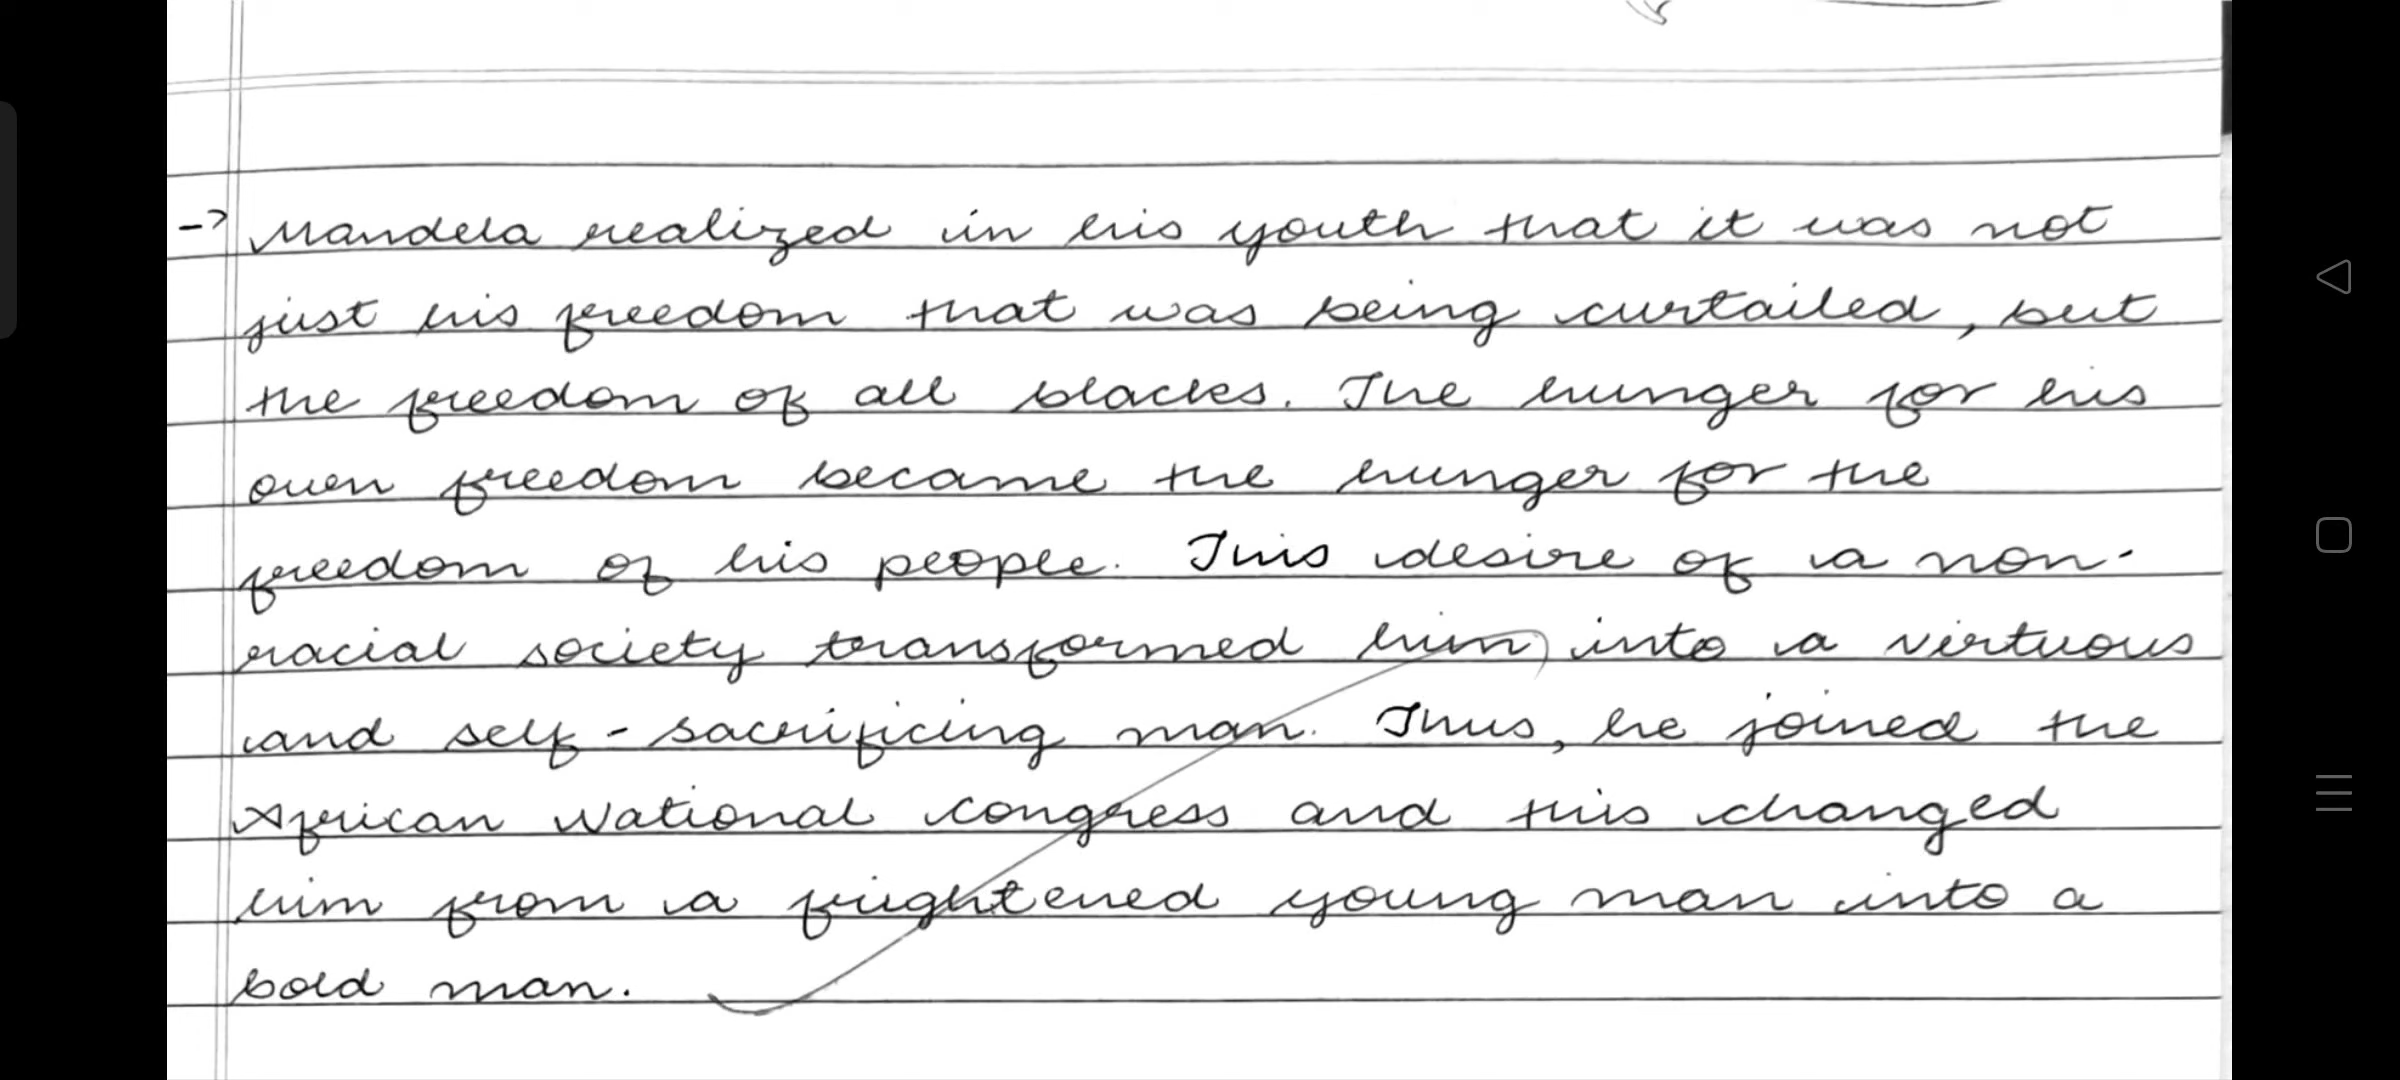 -> Mandela realized in his youth that it was not
just his freedom that was being curtailed, but
the freedom of all blacks. The hunger for his
own freedom became the hunger for the
freedom of his people. This desire of a non-
racial society transformed him into a virtuous
and self-sacrificing man. Thus, he joined the
African National Congress and this changed
him from a frightened young man into a
bold man.